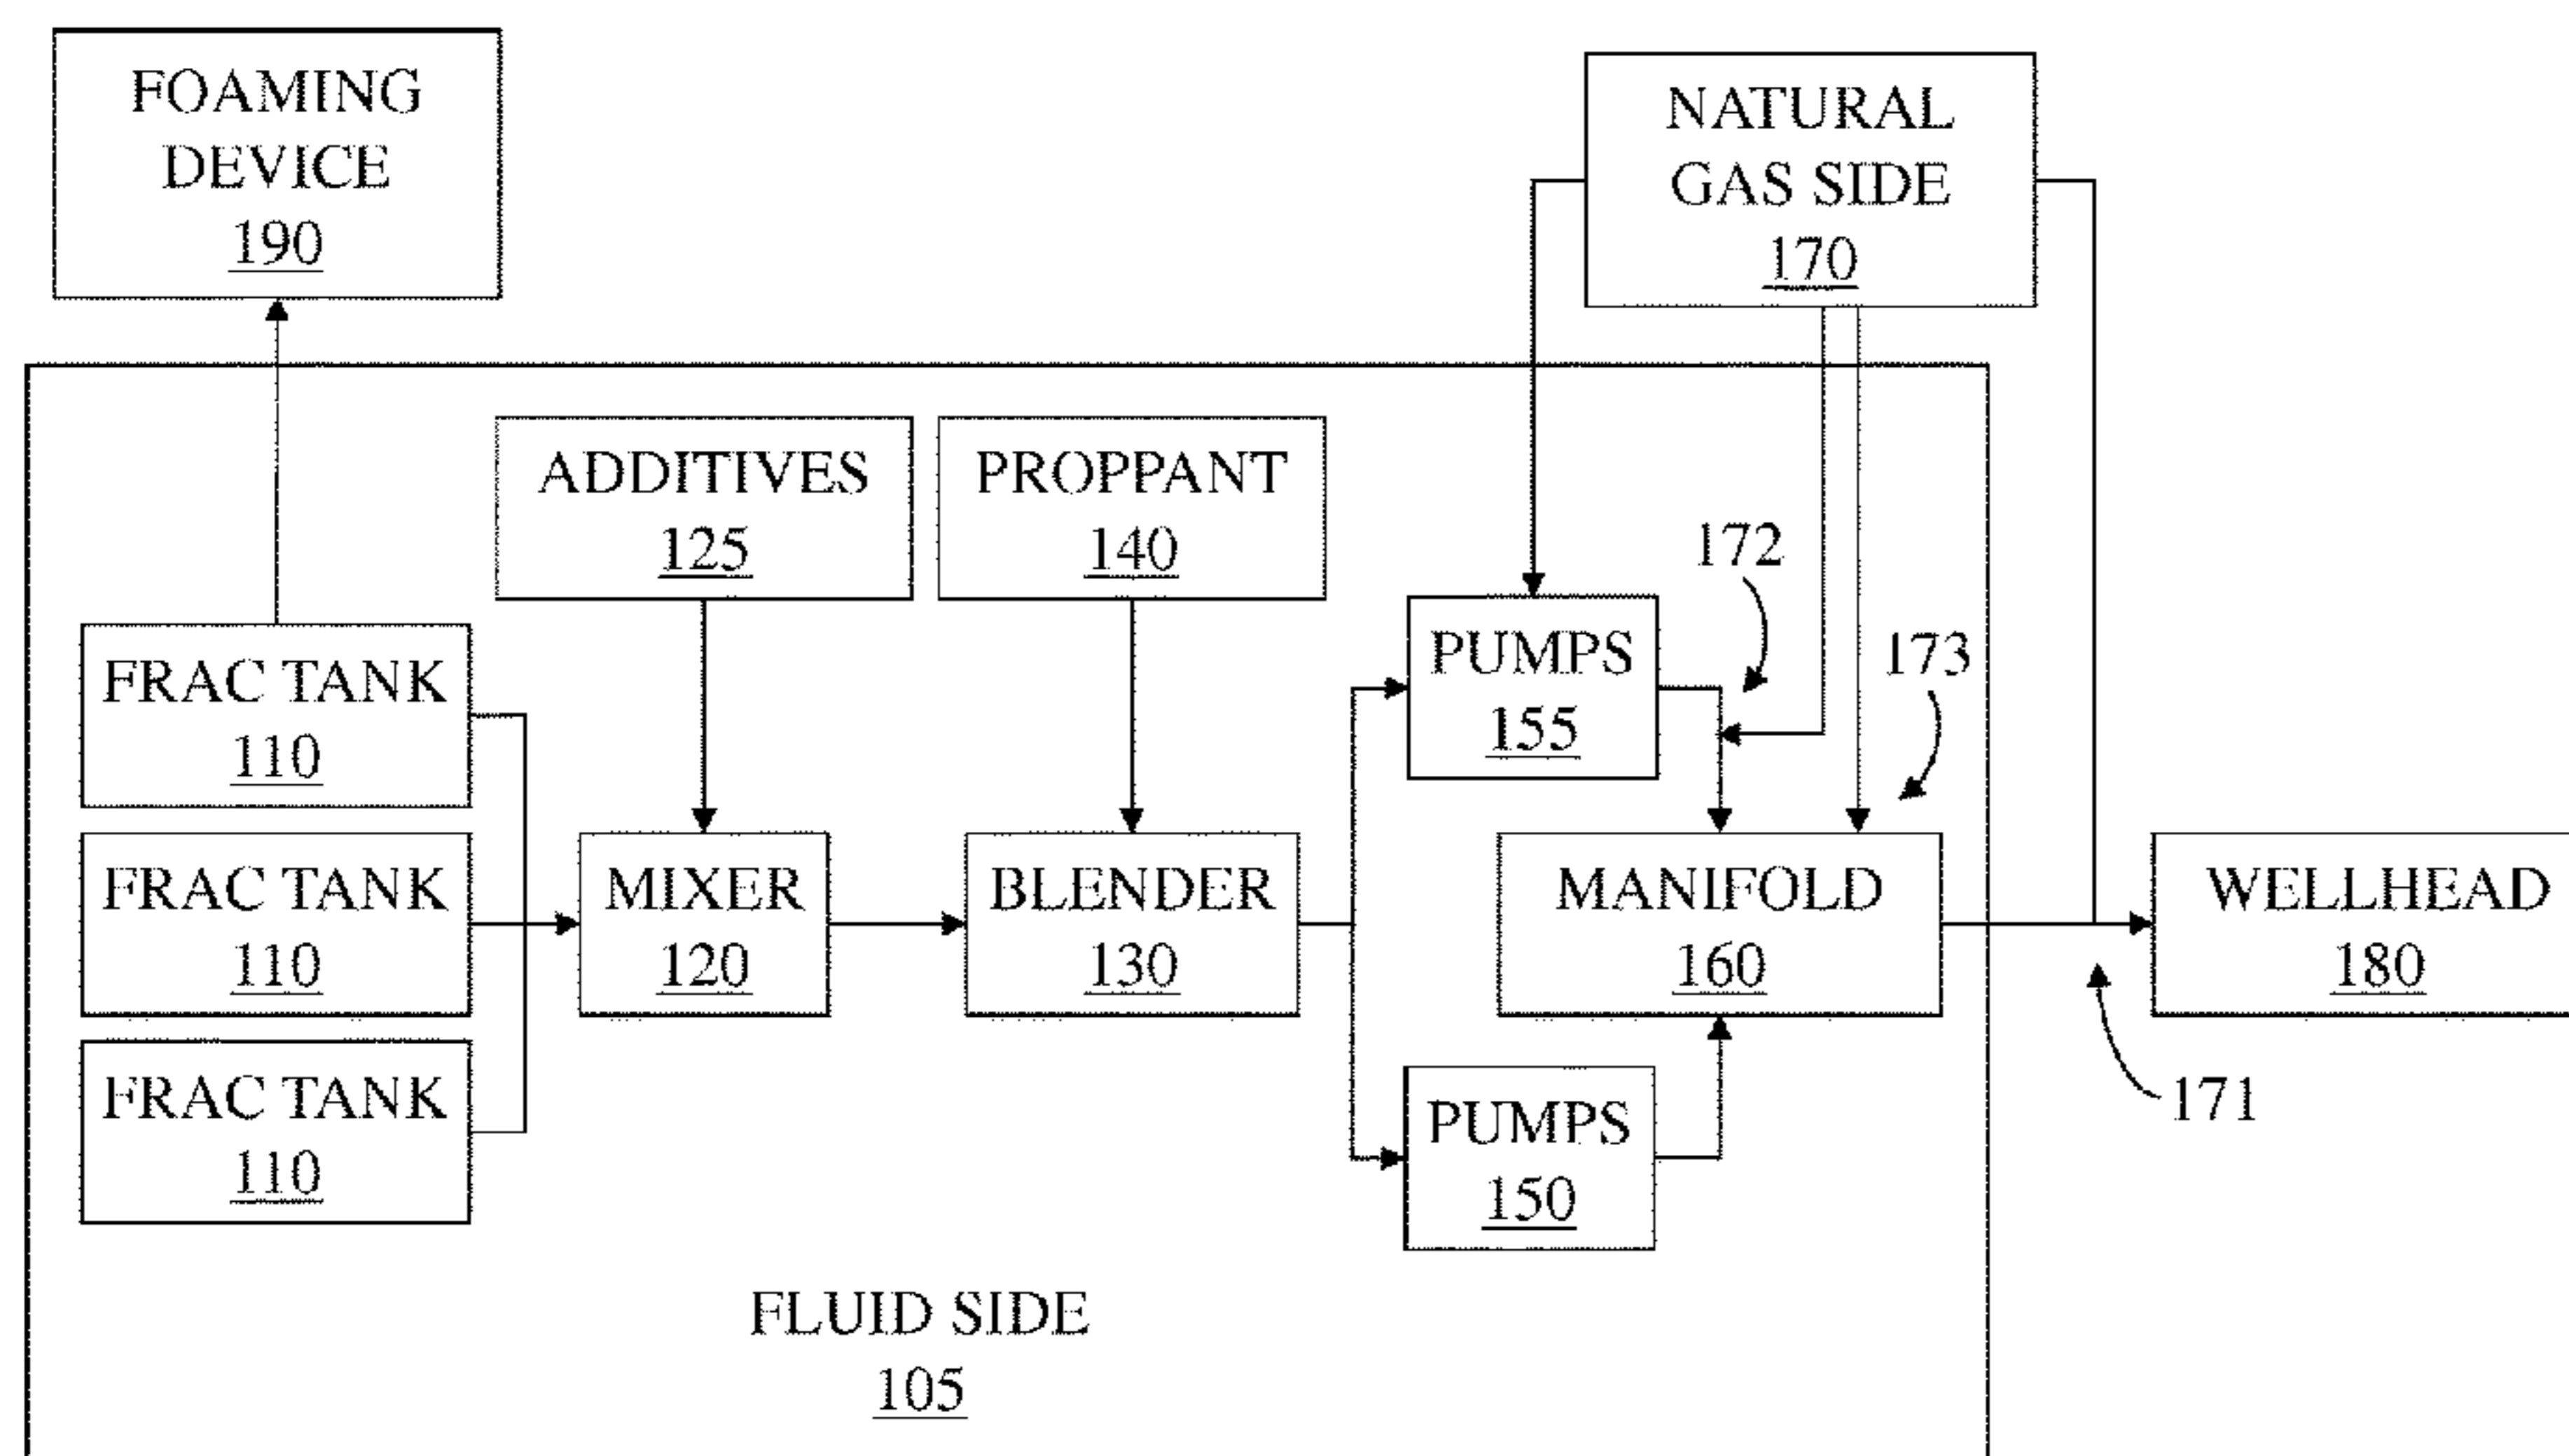 FOAMING
DEVICE
190
NATURAL
GAS SIDE
170
ADDITIVES
125
PROPPANT
140
172
173
FRAC TANK
110
PUMPS
155
FRAC TANK
110
MIXER
120
BLENDER
130
MANIFOLD
160
WELLHEAD
180
FRAC TANK
110
PUMPS
150
171
FLUID SIDE
105